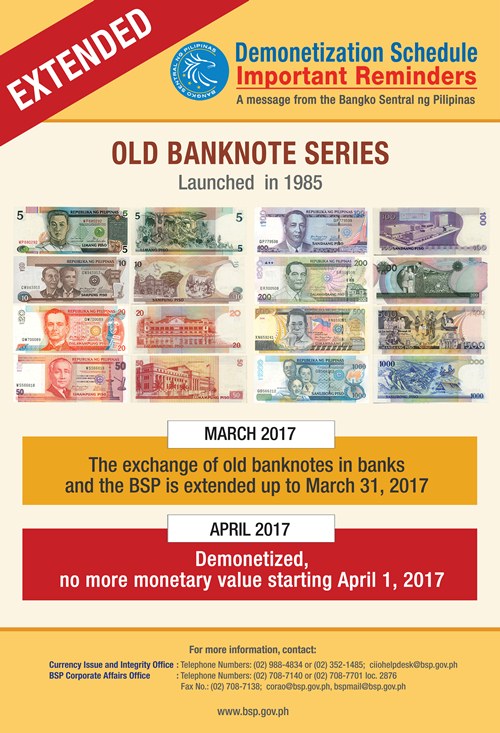 EXTENDED
BANGKO SENTRAL NG PILIPINAS
Demonetization Schedule
Important Reminders
A message from the Bangko Sentral ng Pilipinas
OLD BANKNOTE SERIES
Launched in 1985
MARCH 2017
The exchange of old banknotes in banks
and the BSP is extended up to March 31, 2017
APRIL 2017
Demonetized,
no more monetary value starting April 1, 2017
For more information, contact:
Currency Issue and Integrity Office : Telephone Numbers: (02) 988-4834 or (02) 352-1485; ciiohelpdesk@bsp.gov.ph
BSP Corporate Affairs Office : Telephone Numbers: (02) 708-7140 or (02) 708-7701 loc. 2876
Fax No.: (02) 708-7138; corao@bsp.gov.ph, bspmail@bsp.gov.ph
www.bsp.gov.ph